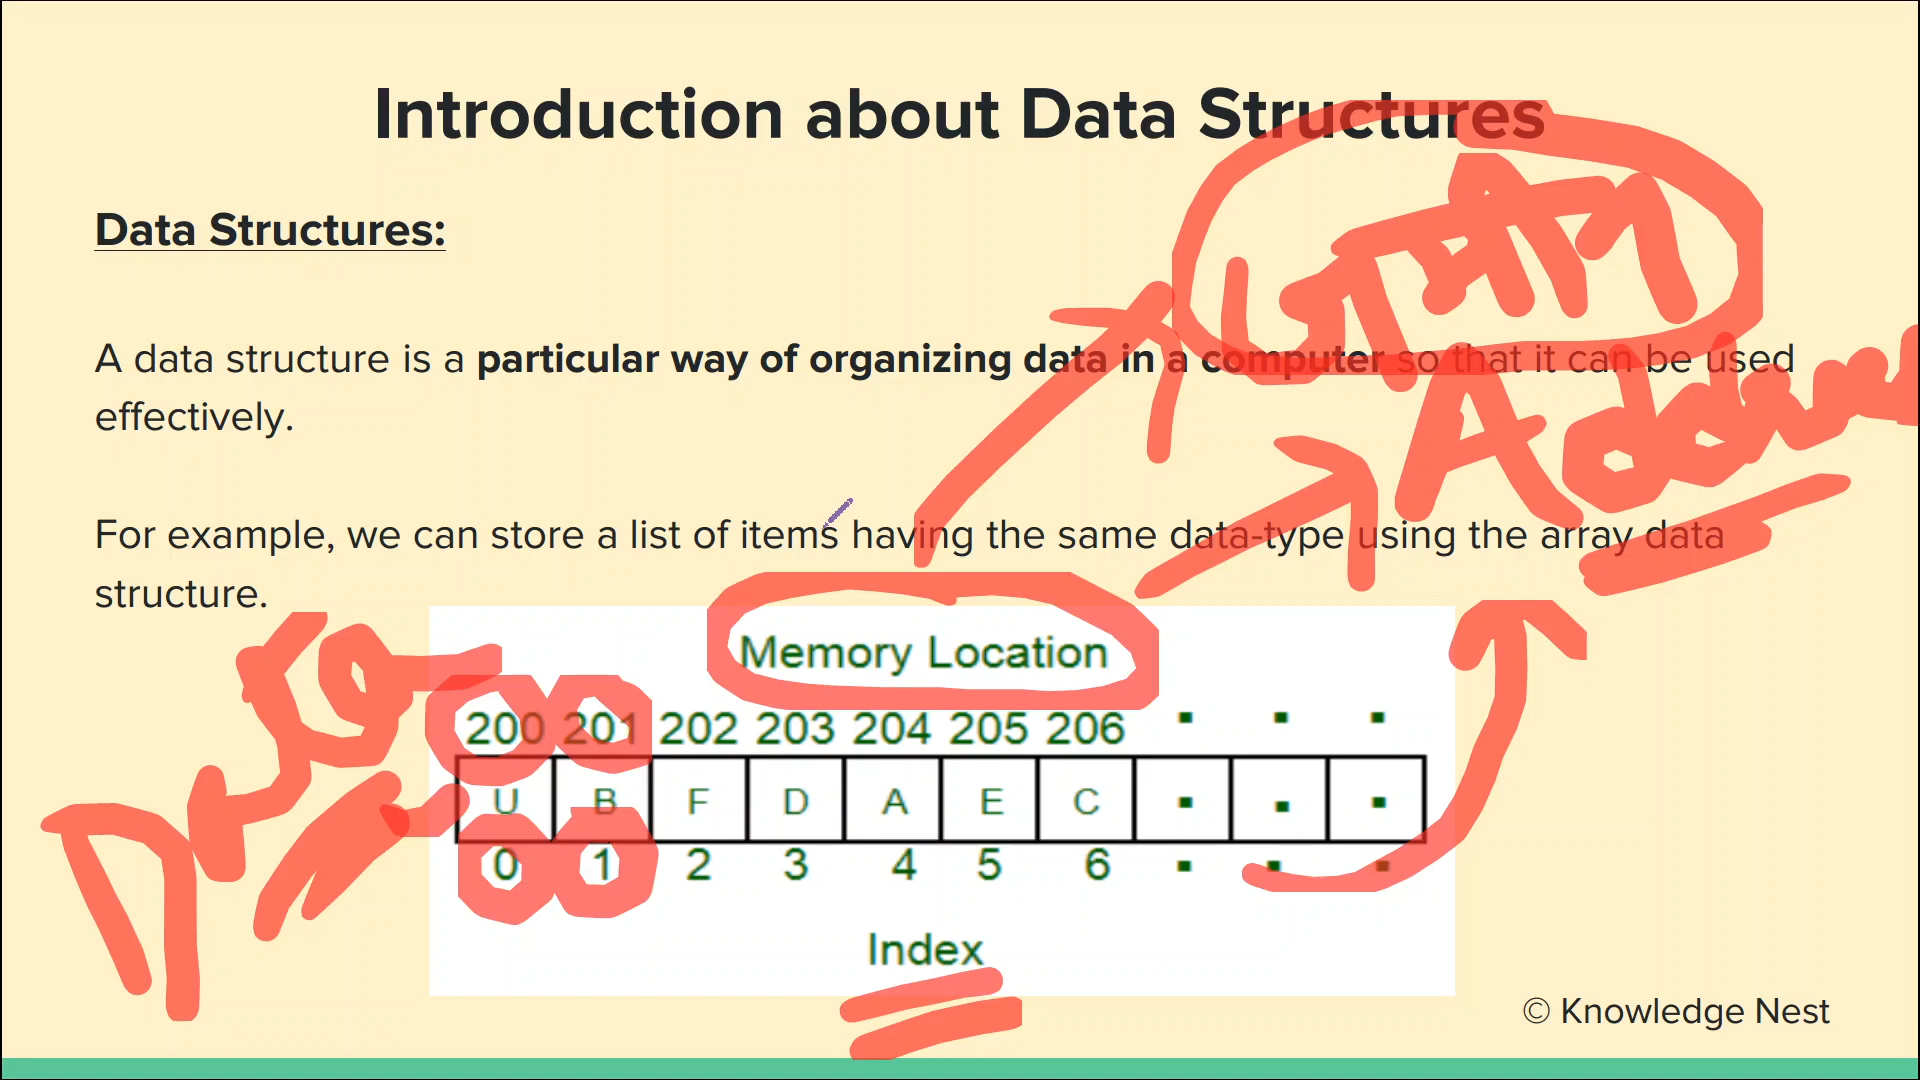 Introduction about Data Structures
Data Structures:
A data structure is a particular way of organizing data in a computer so that it can be used
effectively.
For example, we can store a list of items having the same data-type using the array data
structure.
Memory Location
200 201 202 203 204 205 206 . . .
U B F D A E C . . .
0 1 2 3 4 5 6 . . .
Index
Data
© Knowledge Nest